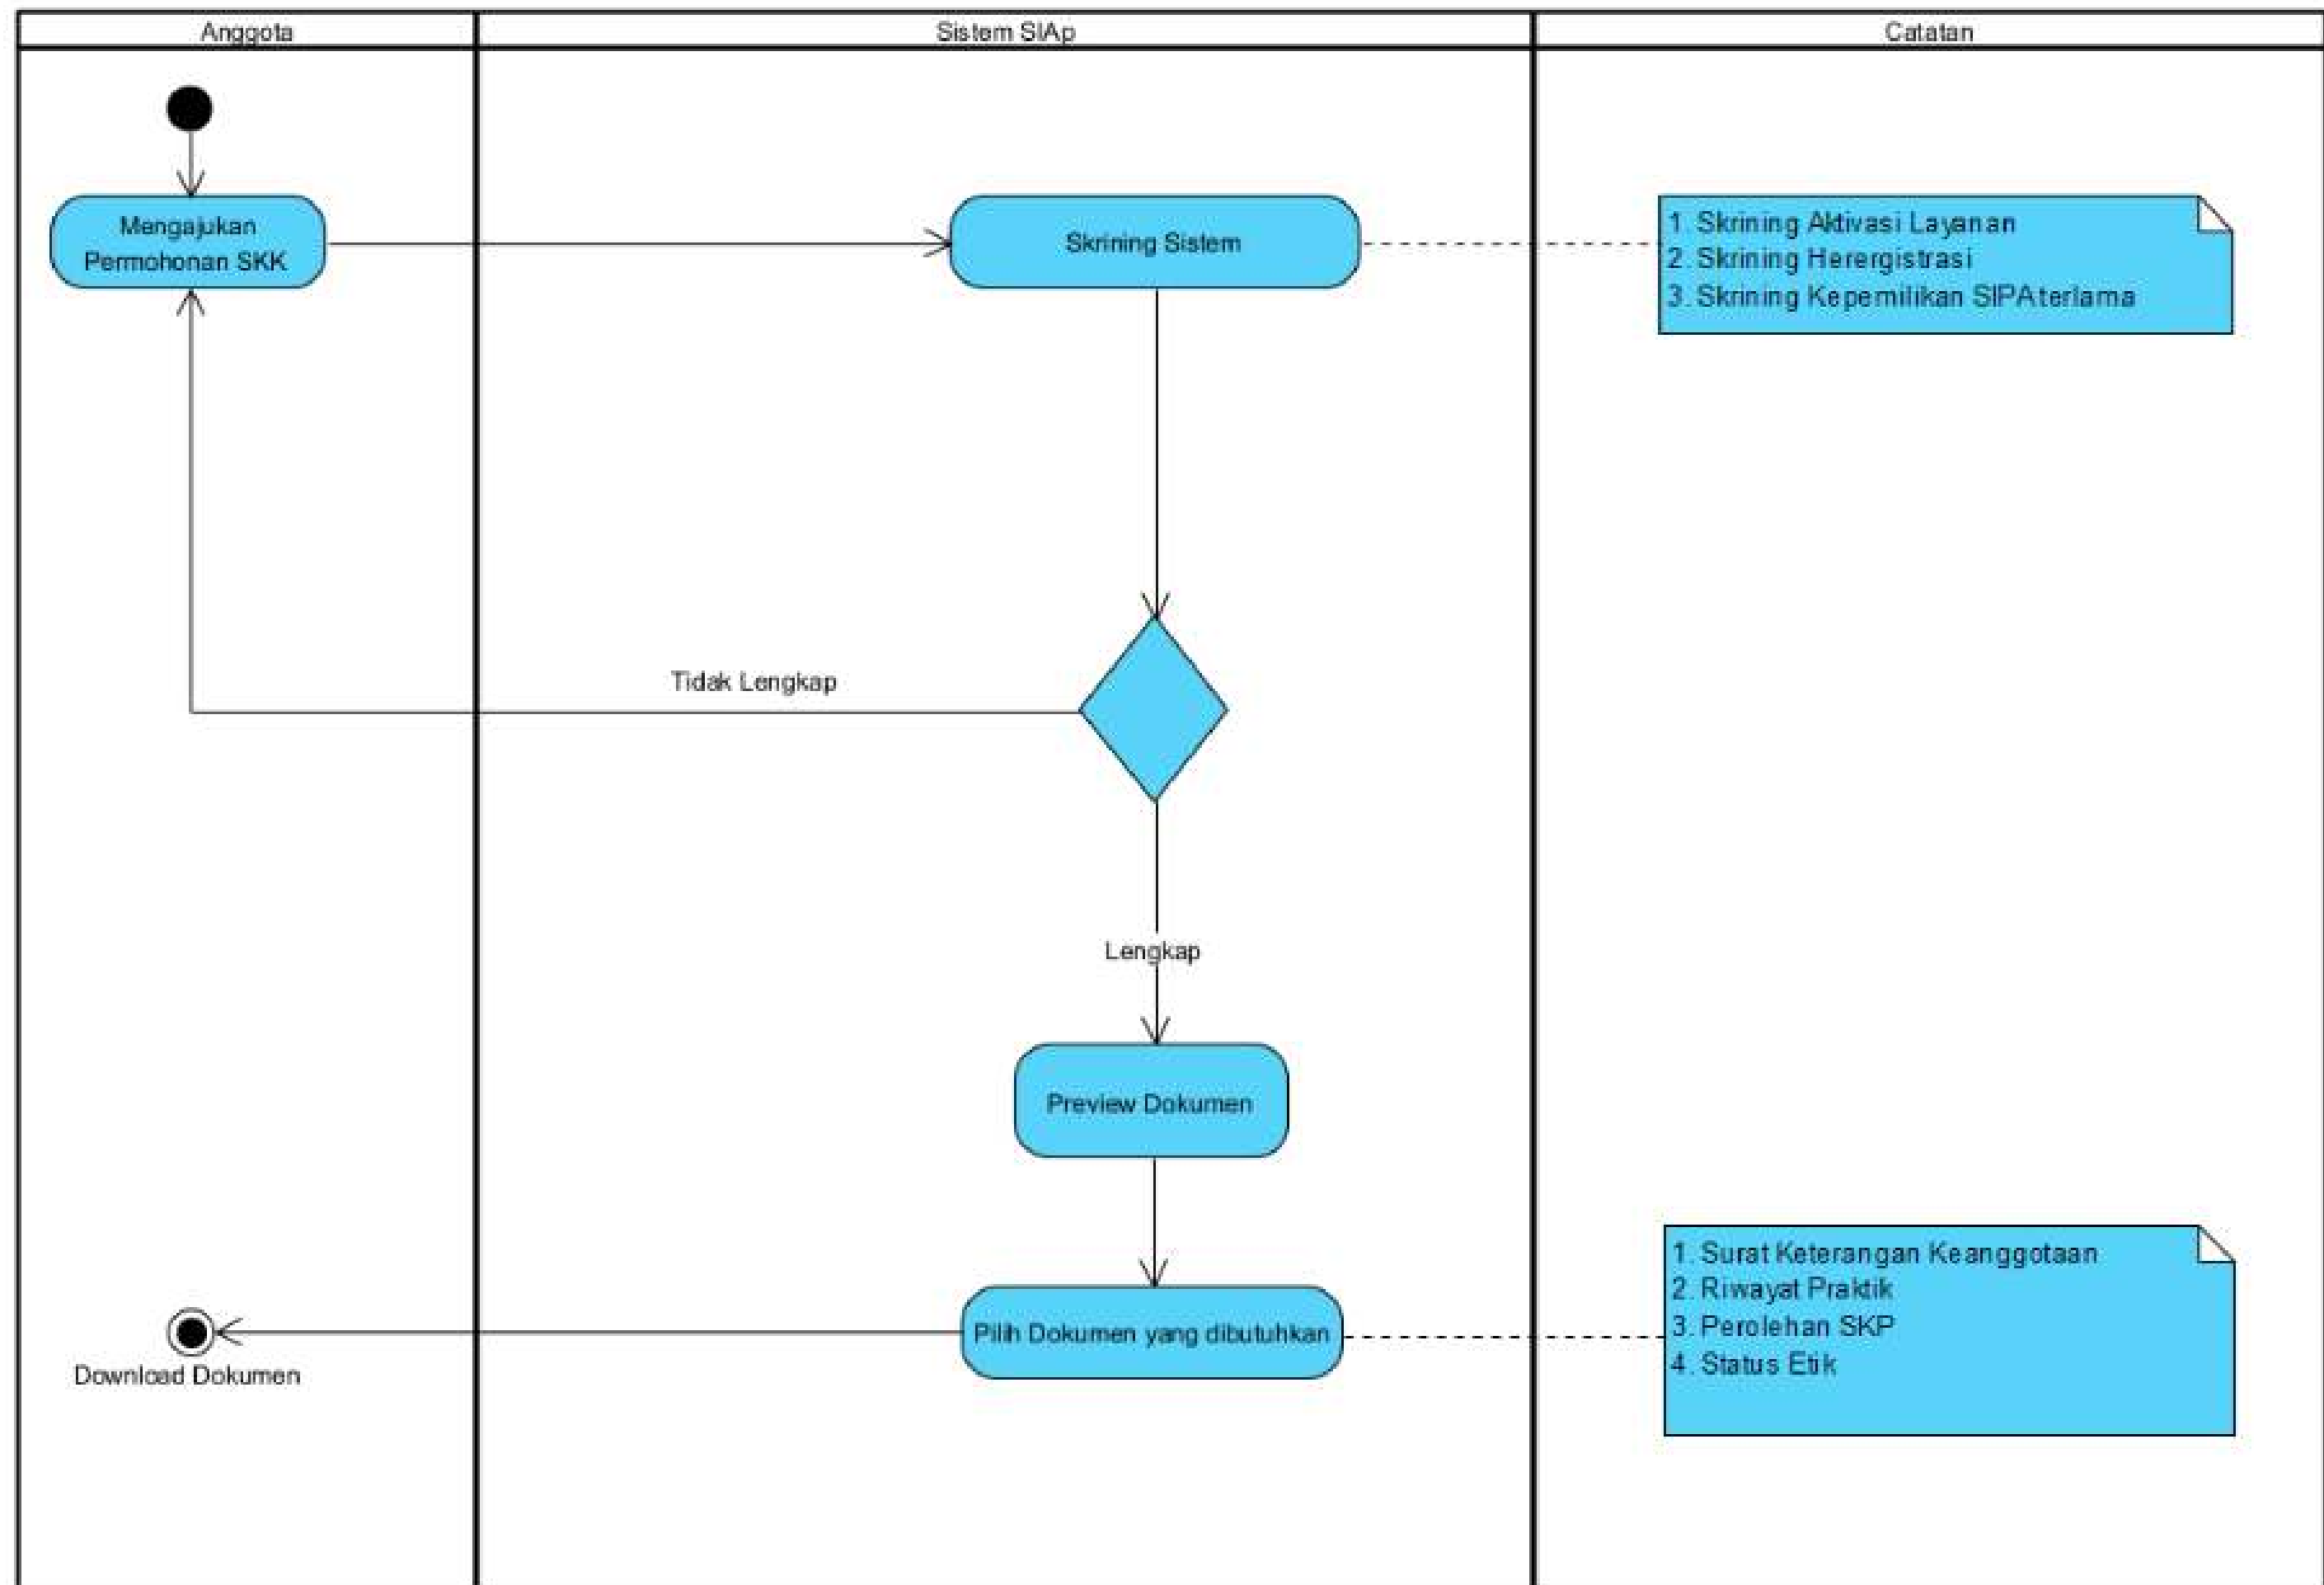 Anggota
Sistem SIAp
Catatan
Mengajukan
Permohonan SKK
Skrining Sistem
1. Skrining Aktivasi Layanan
2. Skrining Herergistrasi
3. Skrining Kepemilikan SIPA terlama
Tidak Lengkap
Lengkap
Preview Dokumen
Pilih Dokumen yang dibutuhkan
1. Surat Keterangan Keanggotaan
2. Riwayat Praktik
3. Perolehan SKP
4. Status Etik
Download Dokumen